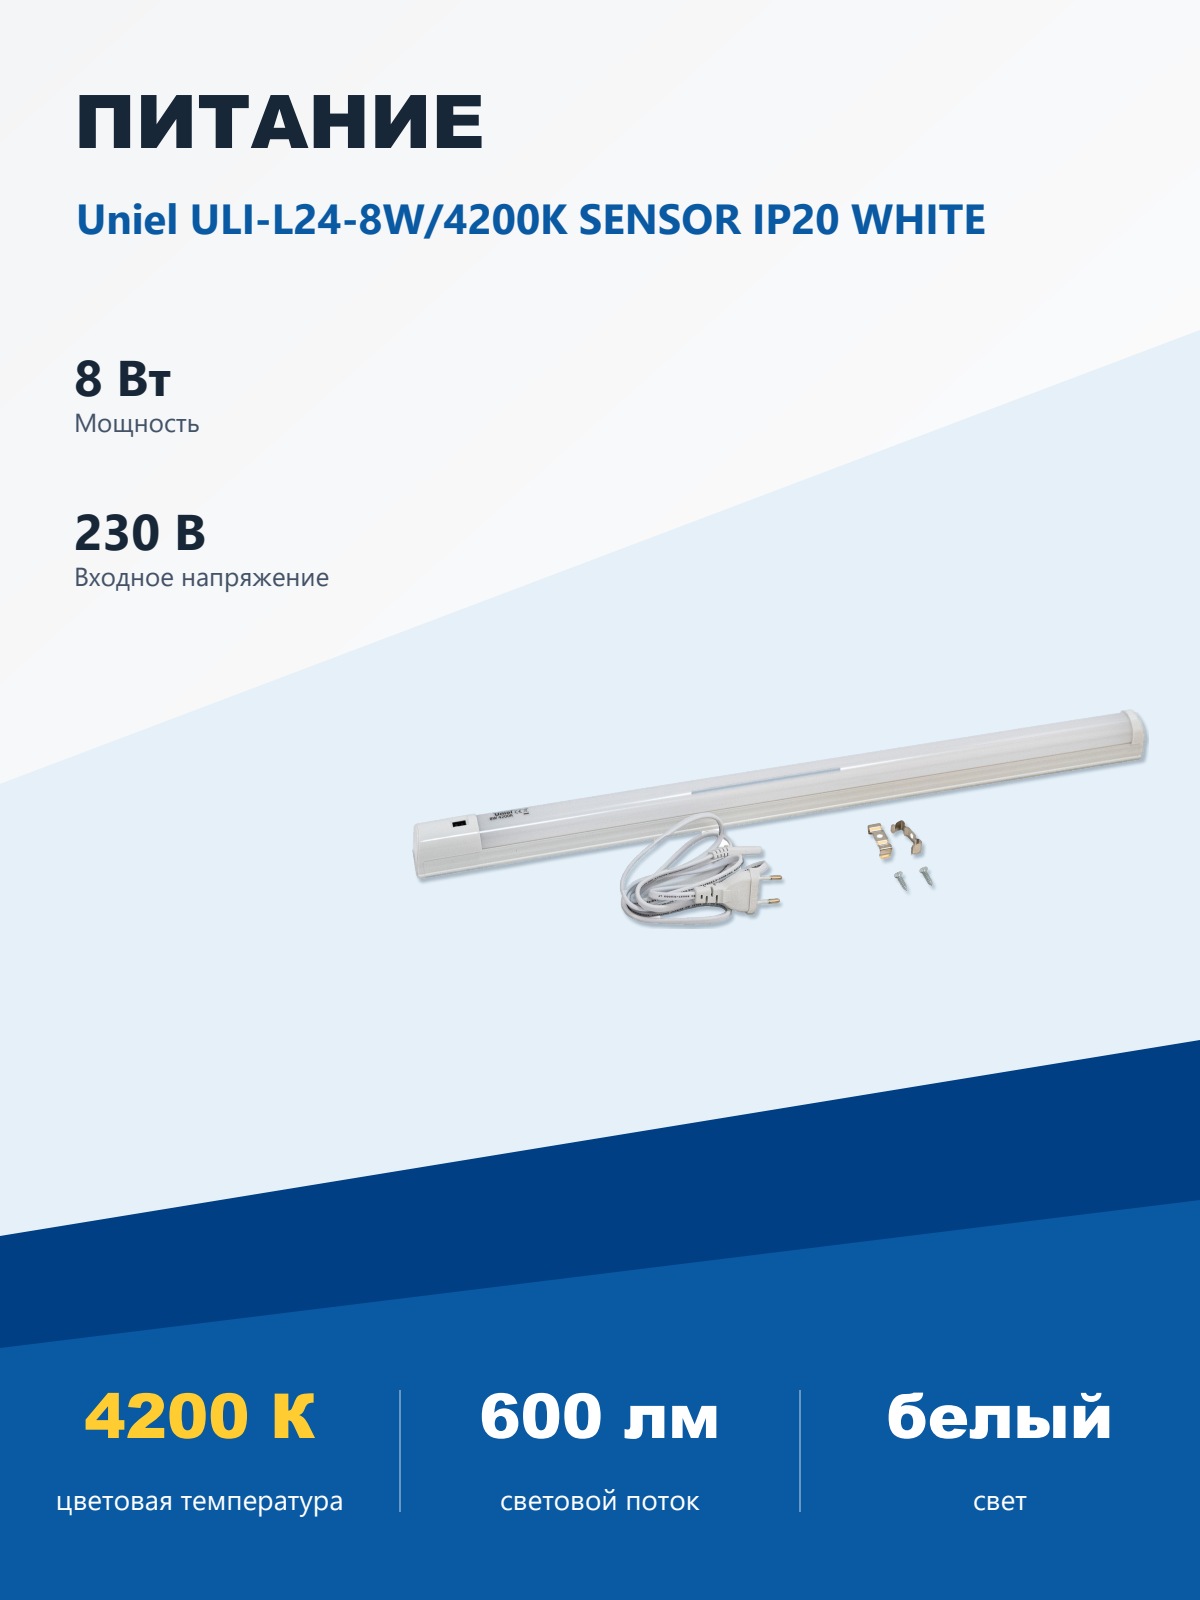 ПИТАНИЕ
Uniel ULI-L24-8W/4200K SENSOR IP20 WHITE
8 Вт
Мощность
230 В
Входное напряжение
4200 К
цветовая температура
600 лм
световой поток
белый
свет